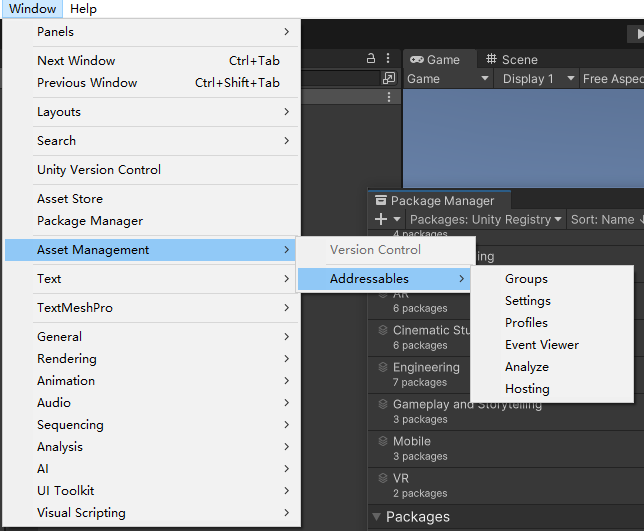 Window Help
Panels
Next Window Ctrl+Tab
Previous Window Ctrl+Shift+Tab
Layouts
Search
Unity Version Control
Asset Store
Package Manager
Asset Management
Text
TextMeshPro
General
Rendering
Animation
Audio
Sequencing
Analysis
AI
UI Toolkit
Visual Scripting
Version Control
Addressables
Groups
Settings
Profiles
Event Viewer
Analyze
Hosting
Game Scene
Game Display 1 Free Aspec
Package Manager
Packages: Unity Registry Sort: Name ↓
4 packages
AR
6 packages
Cinematic Stu
6 packages
Engineering
7 packages
Gameplay and Storytelling
3 packages
Mobile
3 packages
VR
2 packages
Packages